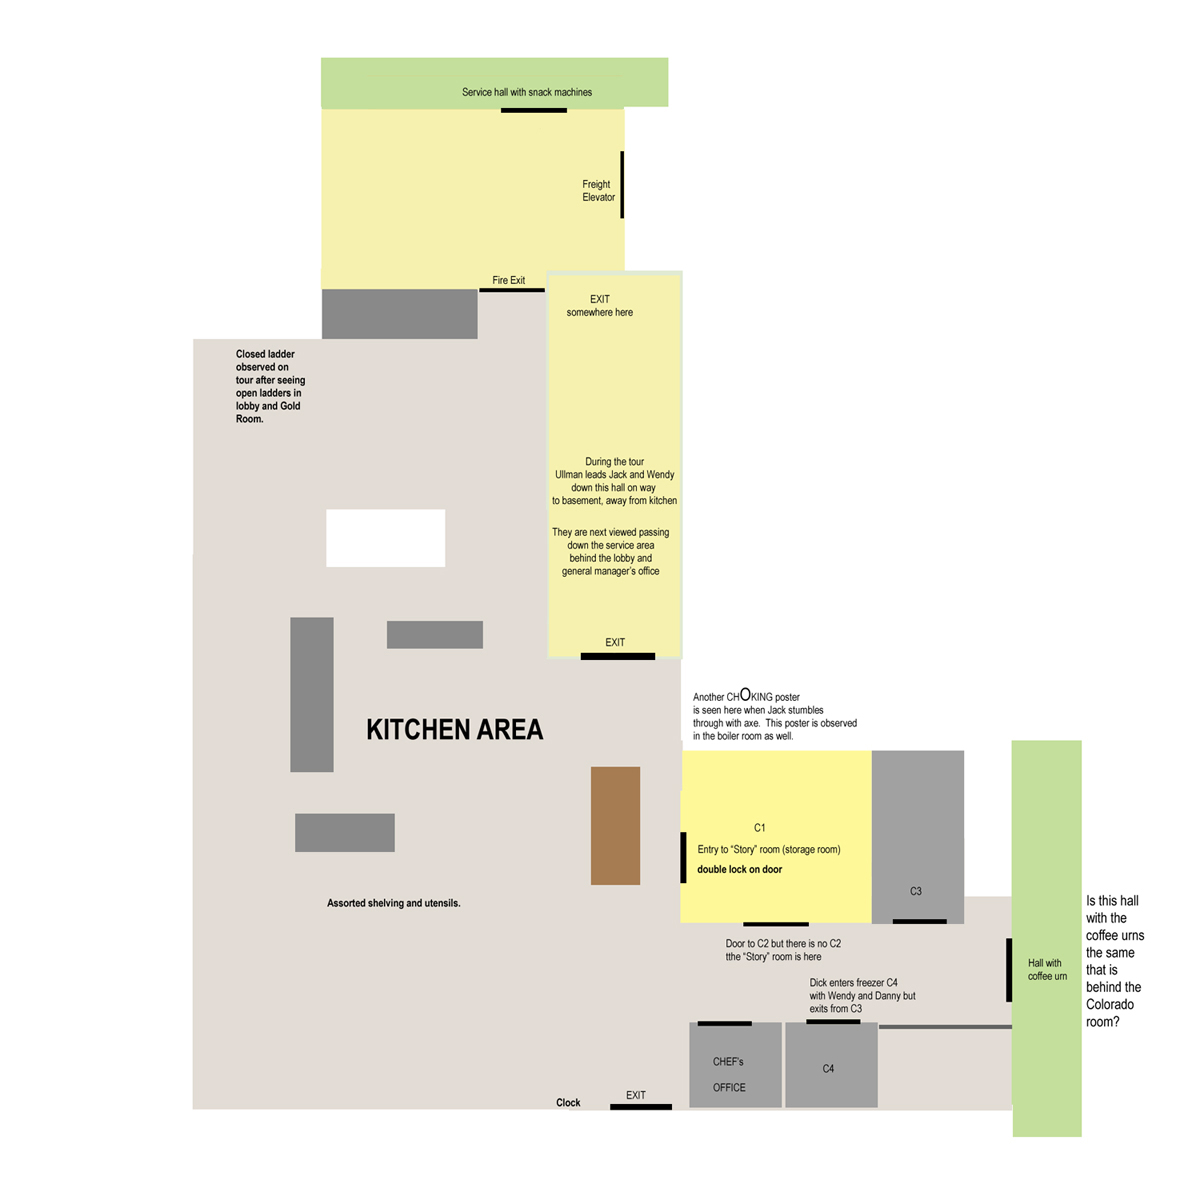 Service hall with snack machines
Freight
Elevator
Fire Exit
EXIT
somewhere here
Closed ladder
observed on
tour after seeing
open ladders in
lobby and Gold
Room.
During the tour
Ullman leads Jack and Wendy
down this hall on way
to basement, away from kitchen
They are next viewed passing
down the service area
behind the lobby and
general manager's office
EXIT
Another CHOKING poster
is seen here when Jack stumbles
through with axe. This poster is observed
in the boiler room as well.
KITCHEN AREA
C1
Entry to “Story” room (storage room)
double lock on door
C3
Assorted shelving and utensils.
Door to C2 but there is no C2
tthe “Story” room is here
Hall with
coffee urn
Is this hall
with the
coffee urns
the same
that is
behind the
Colorado
room?
Dick enters freezer C4
with Wendy and Danny but
exits from C3
CHEF's
OFFICE
C4
EXIT
Clock